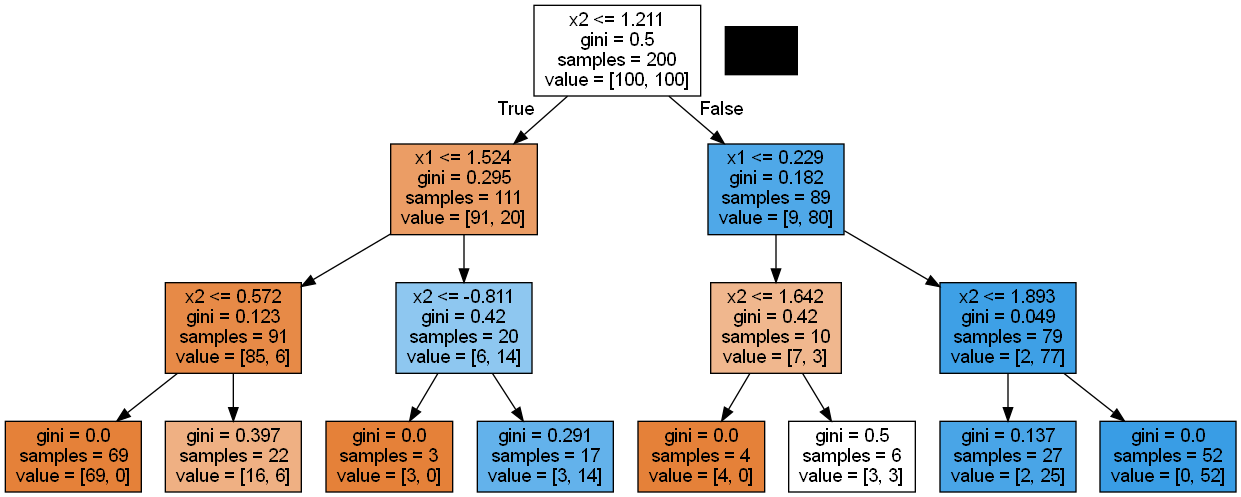 x2 <= 1.211
gini = 0.5
samples = 200
value = [100, 100]
True
False
x1 <= 1.524
gini = 0.295
samples = 111
value = [91, 20]
x1 <= 0.229
gini = 0.182
samples = 89
value = [9, 80]
x2 <= 0.572
gini = 0.123
samples = 91
value = [85, 6]
x2 <= -0.811
gini = 0.42
samples = 20
value = [6, 14]
x2 <= 1.642
gini = 0.42
samples = 10
value = [7, 3]
x2 <= 1.893
gini = 0.049
samples = 79
value = [2, 77]
gini = 0.0
samples = 69
value = [69, 0]
gini = 0.397
samples = 22
value = [16, 6]
gini = 0.0
samples = 3
value = [3, 0]
gini = 0.291
samples = 17
value = [3, 14]
gini = 0.0
samples = 4
value = [4, 0]
gini = 0.5
samples = 6
value = [3, 3]
gini = 0.137
samples = 27
value = [2, 25]
gini = 0.0
samples = 52
value = [0, 52]